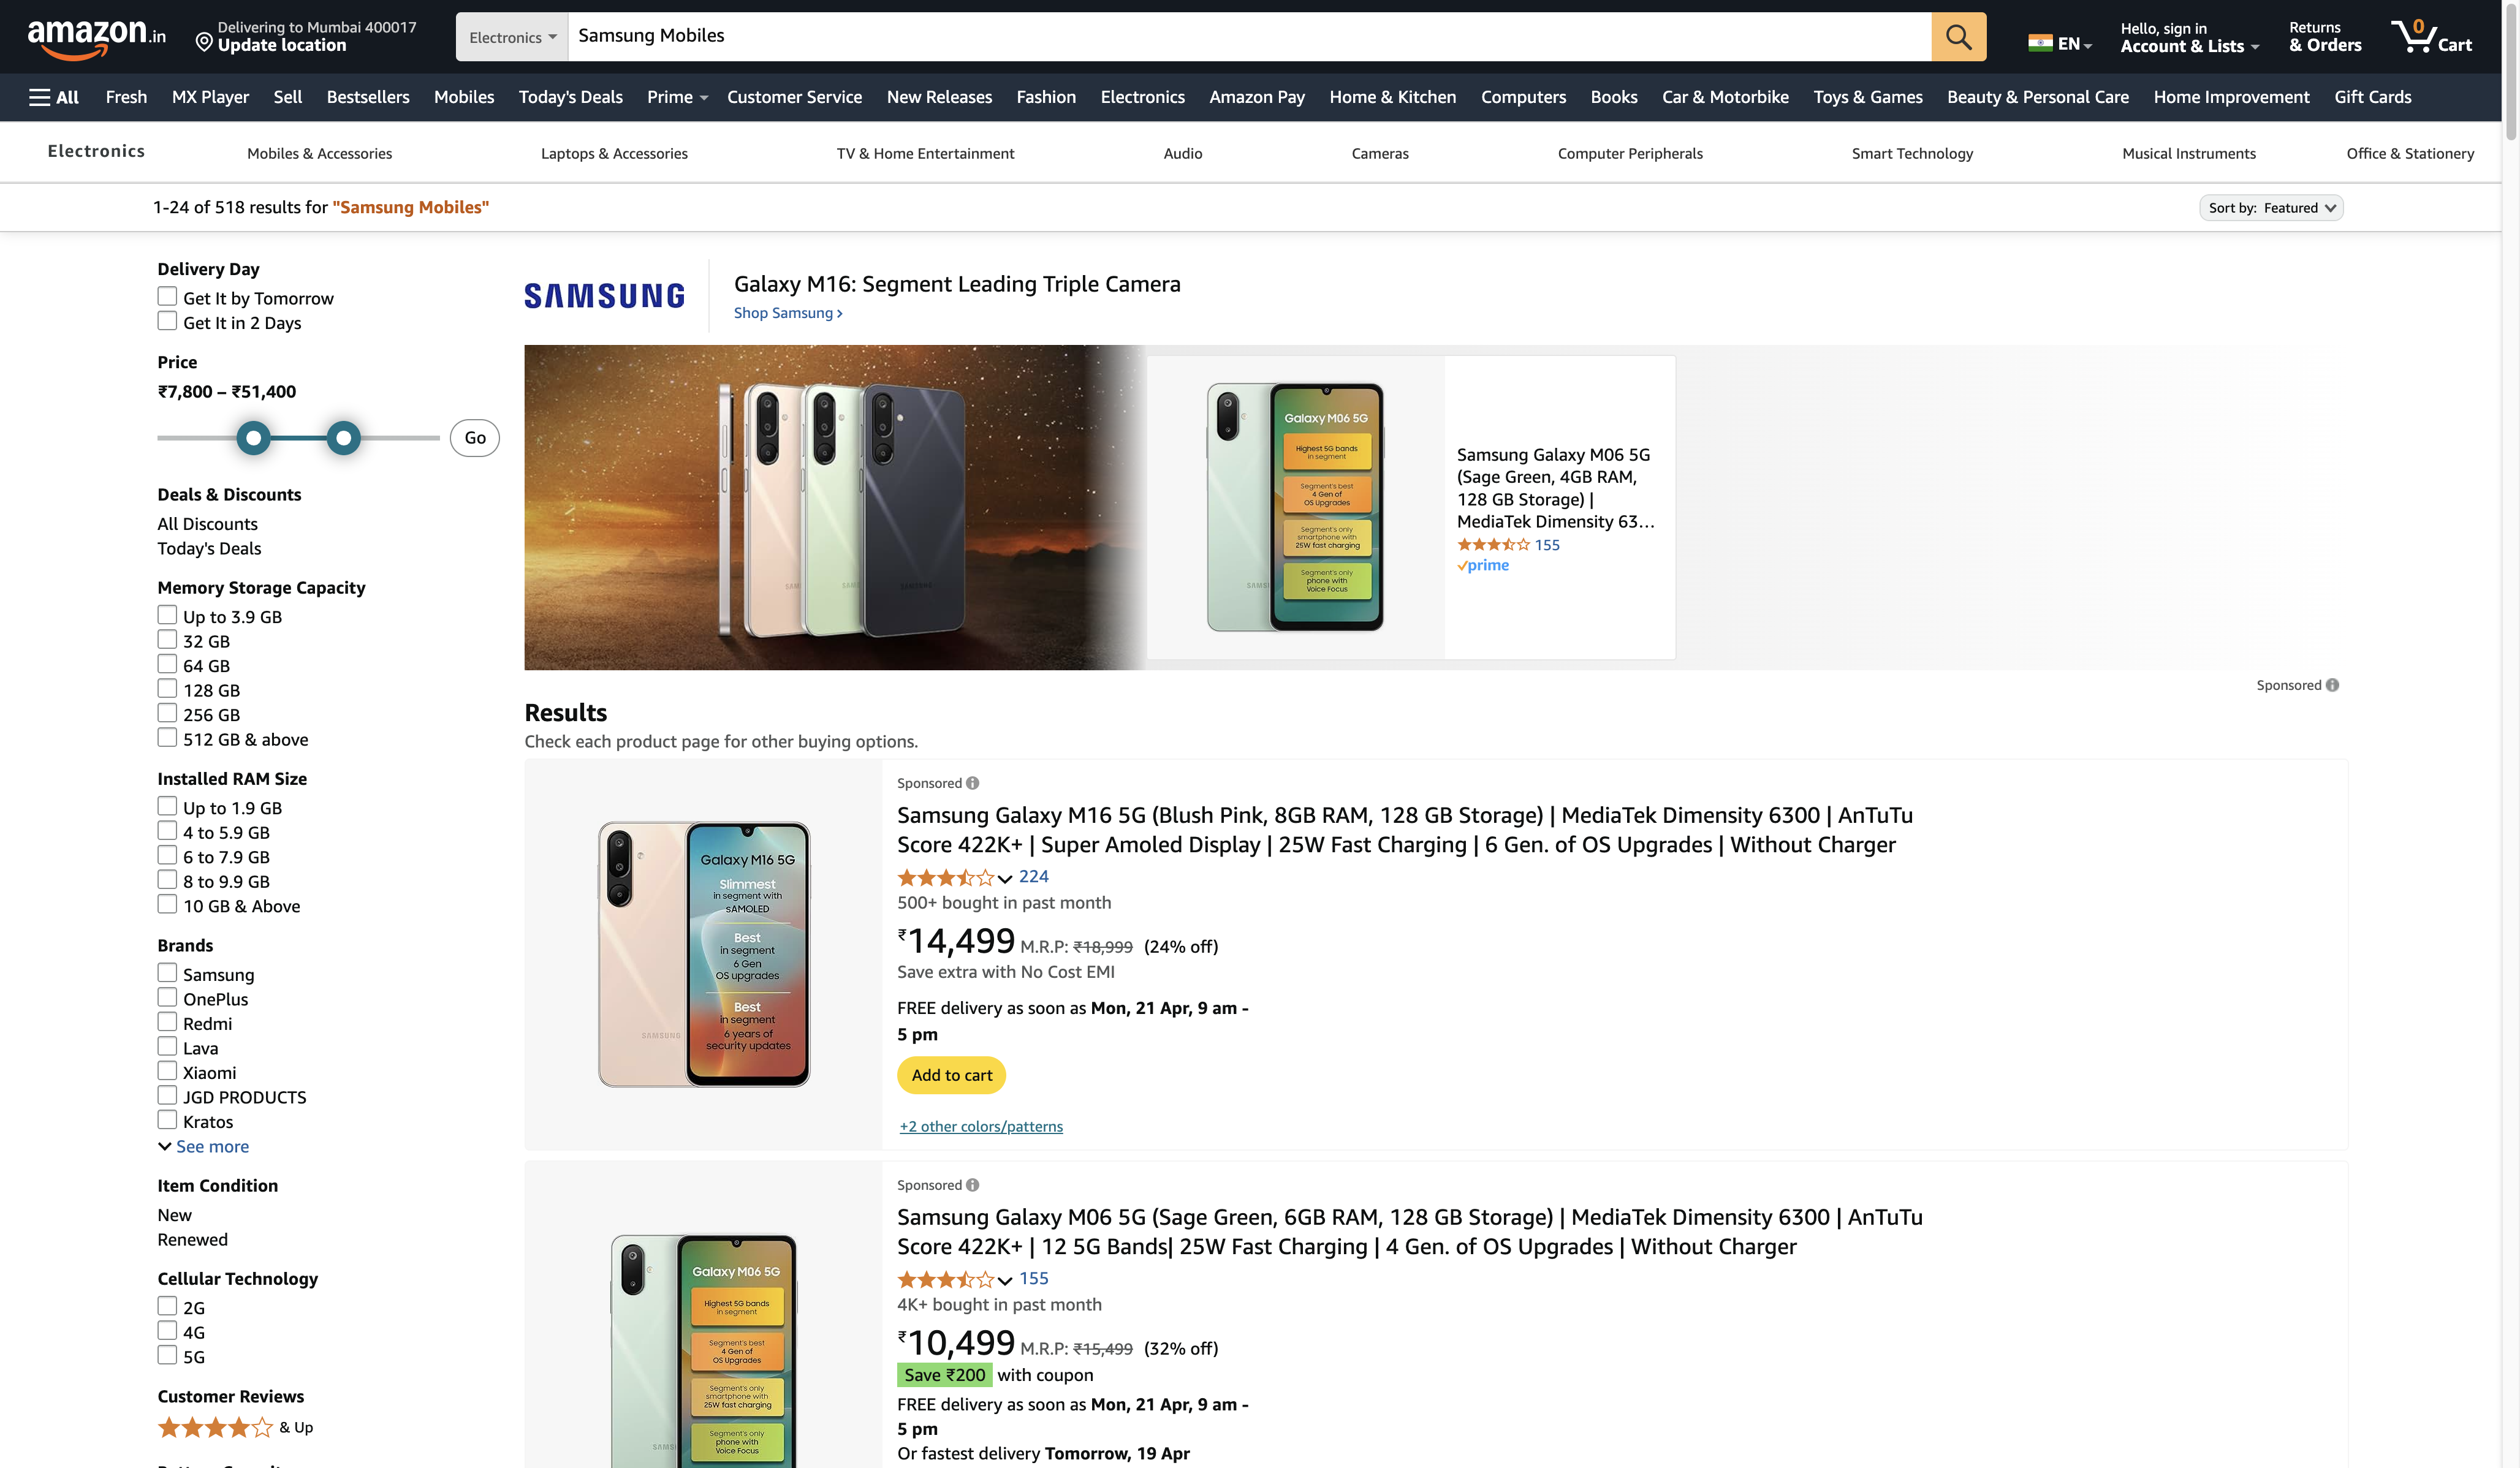 amazon.in
Delivering to Mumbai 400017
Update location
Electronics
Samsung Mobiles
EN
Hello, sign in
Account & Lists
Returns
& Orders
0
Cart
All
Fresh
MX Player
Sell
Bestsellers
Mobiles
Today's Deals
Prime
Customer Service
New Releases
Fashion
Electronics
Amazon Pay
Home & Kitchen
Computers
Books
Car & Motorbike
Toys & Games
Beauty & Personal Care
Home Improvement
Gift Cards
Electronics
Mobiles & Accessories
Laptops & Accessories
TV & Home Entertainment
Audio
Cameras
Computer Peripherals
Smart Technology
Musical Instruments
Office & Stationery
1-24 of 518 results for "Samsung Mobiles"
Sort by: Featured
Delivery Day
Get It by Tomorrow
Get It in 2 Days
Price
₹7,800 – ₹51,400
Go
Deals & Discounts
All Discounts
Today's Deals
Memory Storage Capacity
Up to 3.9 GB
32 GB
64 GB
128 GB
256 GB
512 GB & above
Installed RAM Size
Up to 1.9 GB
4 to 5.9 GB
6 to 7.9 GB
8 to 9.9 GB
10 GB & Above
Brands
Samsung
OnePlus
Redmi
Lava
Xiaomi
JGD PRODUCTS
Kratos
See more
Item Condition
New
Renewed
Cellular Technology
2G
4G
5G
Customer Reviews
& Up
SAMSUNG
Galaxy M16: Segment Leading Triple Camera
Shop Samsung
SAMSUNG
Galaxy M06 5G
Highest 5G bands
in segment
Segment's best
4 Gen of
OS Upgrades
Segment's only
smartphone with
25W fast charging
Segment's only
phone with
Voice Focus
Samsung Galaxy M06 5G
(Sage Green, 4GB RAM,
128 GB Storage) |
MediaTek Dimensity 63…
155
prime
Sponsored
Results
Check each product page for other buying options.
SAMSUNG
Galaxy M16 5G
Slimmest
in segment with
sAMOLED
Best
in segment
6 Gen
OS upgrades
Best
in segment
6 years of
security updates
Sponsored
Samsung Galaxy M16 5G (Blush Pink, 8GB RAM, 128 GB Storage) | MediaTek Dimensity 6300 | AnTuTu
Score 422K+ | Super Amoled Display | 25W Fast Charging | 6 Gen. of OS Upgrades | Without Charger
224
500+ bought in past month
₹14,499 M.R.P: ₹18,999 (24% off)
Save extra with No Cost EMI
FREE delivery as soon as Mon, 21 Apr, 9 am -
5 pm
Add to cart
+2 other colors/patterns
Galaxy M06 5G
Highest 5G bands
in segment
Segment's best
4 Gen of
OS Upgrades
Segment's only
smartphone with
25W fast charging
Segment's only
phone with
Voice Focus
Sponsored
Samsung Galaxy M06 5G (Sage Green, 6GB RAM, 128 GB Storage) | MediaTek Dimensity 6300 | AnTuTu
Score 422K+ | 12 5G Bands| 25W Fast Charging | 4 Gen. of OS Upgrades | Without Charger
155
4K+ bought in past month
₹10,499 M.R.P: ₹15,499 (32% off)
Save ₹200 with coupon
FREE delivery as soon as Mon, 21 Apr, 9 am -
5 pm
Or fastest delivery Tomorrow, 19 Apr